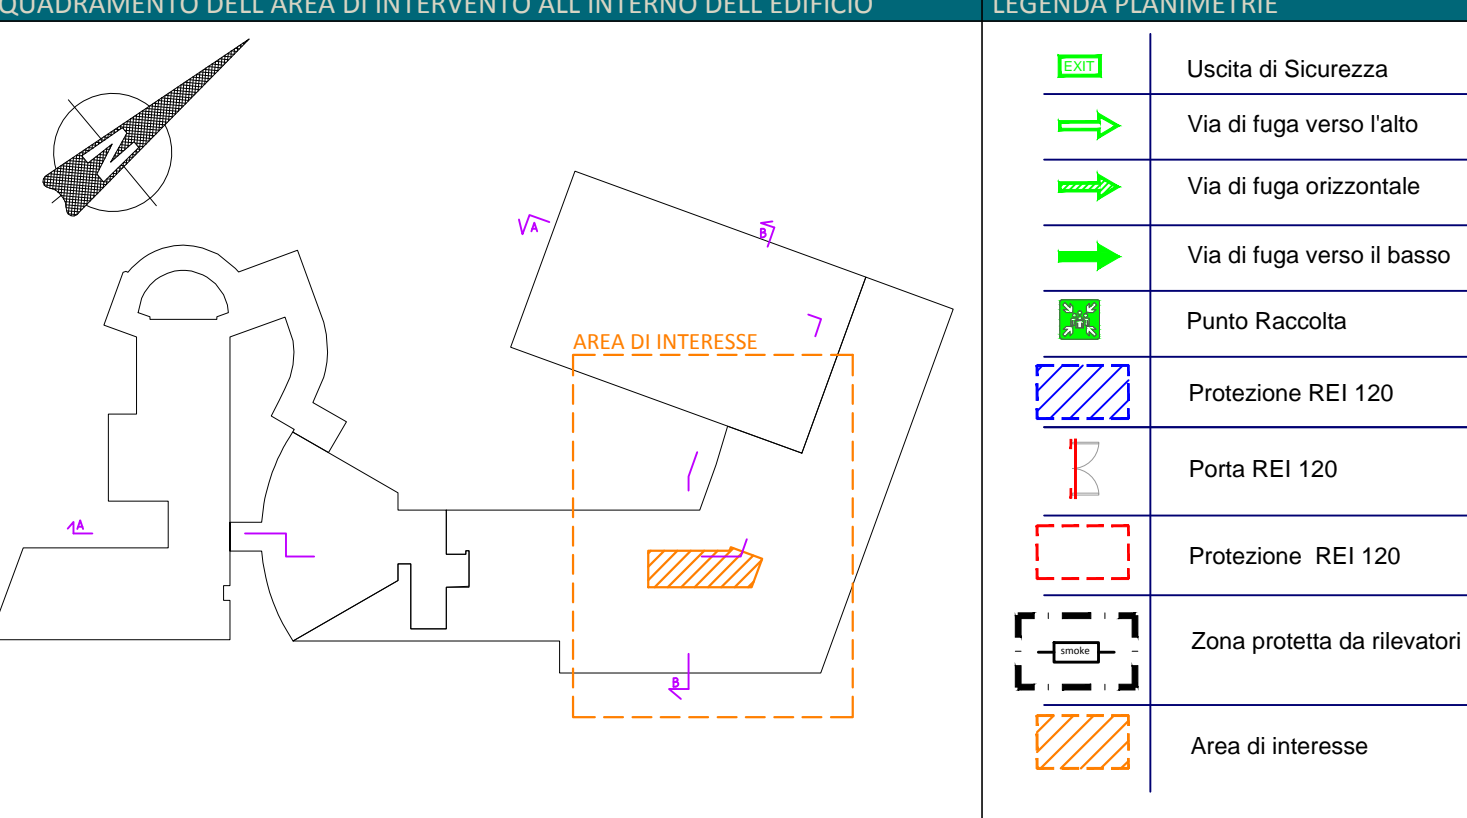 QUADRAMENTO DELL'AREA DI INTERVENTO ALL'INTERNO DELL'EDIFICIO
LEGENDA PLANIMETRIE
N
A
B
AREA DI INTERESSE
A
B
EXIT
Uscita di Sicurezza
Via di fuga verso l'alto
Via di fuga orizzontale
Via di fuga verso il basso
Punto Raccolta
Protezione REI 120
Porta REI 120
Protezione REI 120
smoke
Zona protetta da rilevatori
Area di interesse